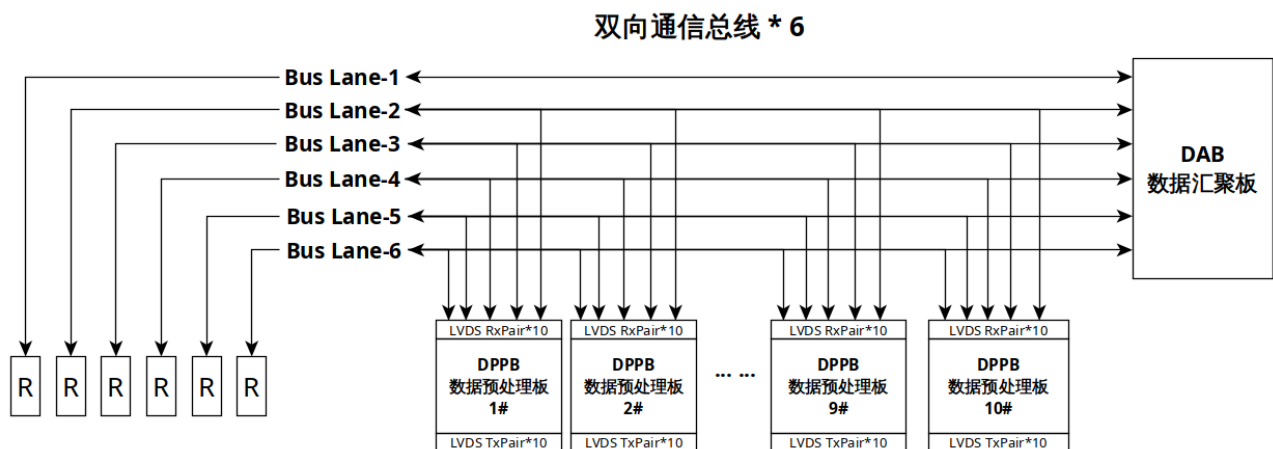 双向通信总线 * 6
Bus Lane-1
Bus Lane-2
Bus Lane-3
Bus Lane-4
Bus Lane-5
Bus Lane-6
DAB
数据汇聚板
R
R
R
R
R
R
LVDS RxPair*10
DPPB
数据预处理板
1#
LVDS TxPair*10
LVDS RxPair*10
DPPB
数据预处理板
2#
LVDS TxPair*10
... ...
LVDS RxPair*10
DPPB
数据预处理板
9#
LVDS TxPair*10
LVDS RxPair*10
DPPB
数据预处理板
10#
LVDS TxPair*10